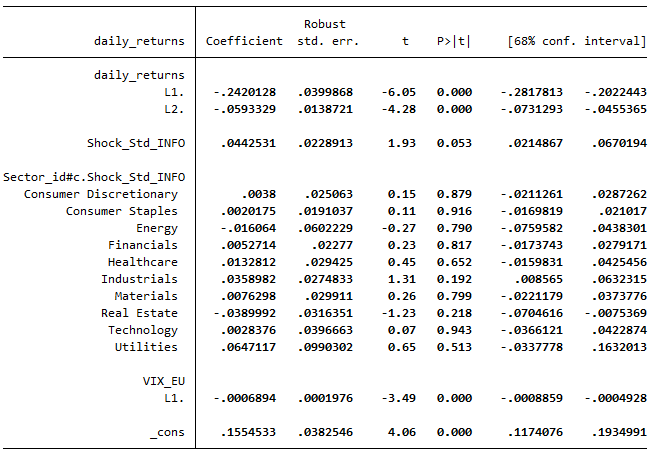 Robust
daily_returns Coefficient std. err. t P>|t| [68% conf. interval]
daily_returns
L1. -.2420128 .0399868 -6.05 0.000 -.2817813 -.2022443
L2. -.0593329 .0138721 -4.28 0.000 -.0731293 -.0455365
Shock_Std_INFO .0442531 .0228913 1.93 0.053 .0214867 .0670194
Sector_id#c.Shock_Std_INFO
Consumer Discretionary .0038 .025063 0.15 0.879 -.0211261 .0287262
Consumer Staples .0020175 .0191037 0.11 0.916 -.0169819 .021017
Energy -.016064 .0602229 -0.27 0.790 -.0759582 .0438301
Financials .0052714 .02277 0.23 0.817 -.0173743 .0279171
Healthcare .0132812 .029425 0.45 0.652 -.0159831 .0425456
Industrials .0358982 .0274833 1.31 0.192 .008565 .0632315
Materials .0076298 .029911 0.26 0.799 -.0221179 .0373776
Real Estate -.0389992 .0316351 -1.23 0.218 -.0704616 -.0075369
Technology .0028376 .0396663 0.07 0.943 -.0366121 .0422874
Utilities .0647117 .0990302 0.65 0.513 -.0337778 .1632013
VIX_EU
L1. -.0006894 .0001976 -3.49 0.000 -.0008859 -.0004928
_cons .1554533 .0382546 4.06 0.000 .1174076 .1934991